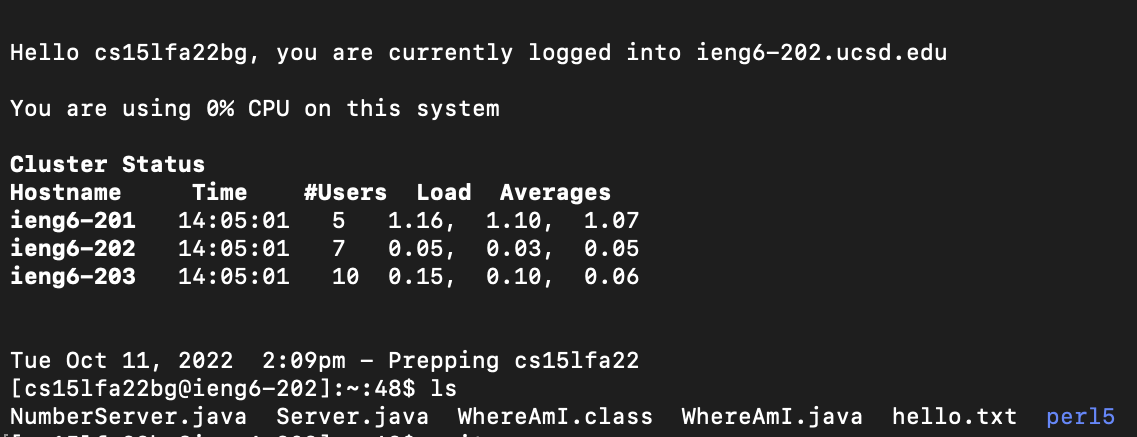 Hello cs15lfa22bg, you are currently logged into ieng6-202.ucsd.edu
You are using 0% CPU on this system
Cluster Status
Hostname     Time    #Users  Load  Averages
ieng6-201   14:05:01   5   1.16,  1.10,  1.07
ieng6-202   14:05:01   7   0.05,  0.03,  0.05
ieng6-203   14:05:01   10  0.15,  0.10,  0.06
Tue Oct 11, 2022  2:09pm - Prepping cs15lfa22
[cs15lfa22bg@ieng6-202]:~:48$ ls
NumberServer.java  Server.java  WhereAmI.class  WhereAmI.java  hello.txt  perl5